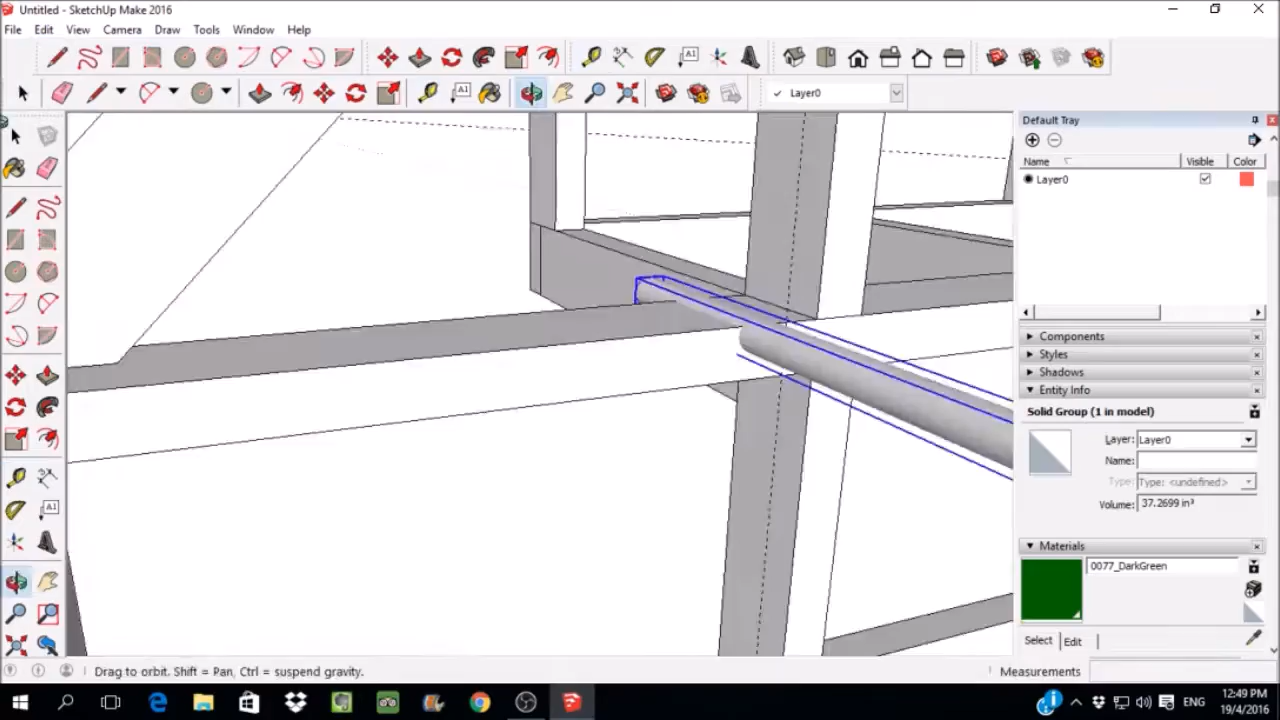 Untitled - SketchUp Make 2016
File Edit View Camera Draw Tools Window Help
A1
A1
Layer0
Default Tray
Name Visible Color
Layer0
Components
Styles
Shadows
Entity Info
Solid Group (1 in model)
Layer: Layer0
Name:
Type: Type: <undefined>
Volume: 37.2699 in³
A1
Materials
0077_DarkGreen
Select Edit
Drag to orbit. Shift = Pan, Ctrl = suspend gravity.
Measurements
ENG
12:49 PM
19/4/2016